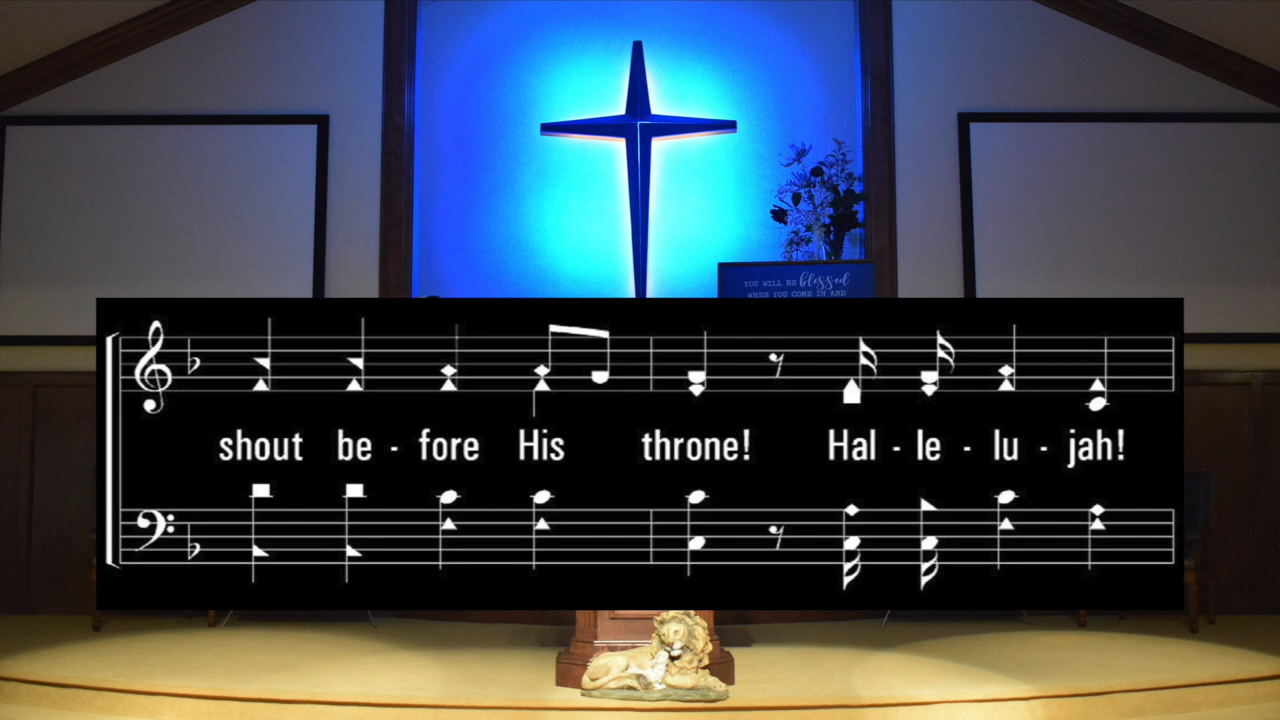 YOU WILL BE blessed
WHEN YOU COME IN AND
shout be - fore His throne! Hal - le - lu - jah!